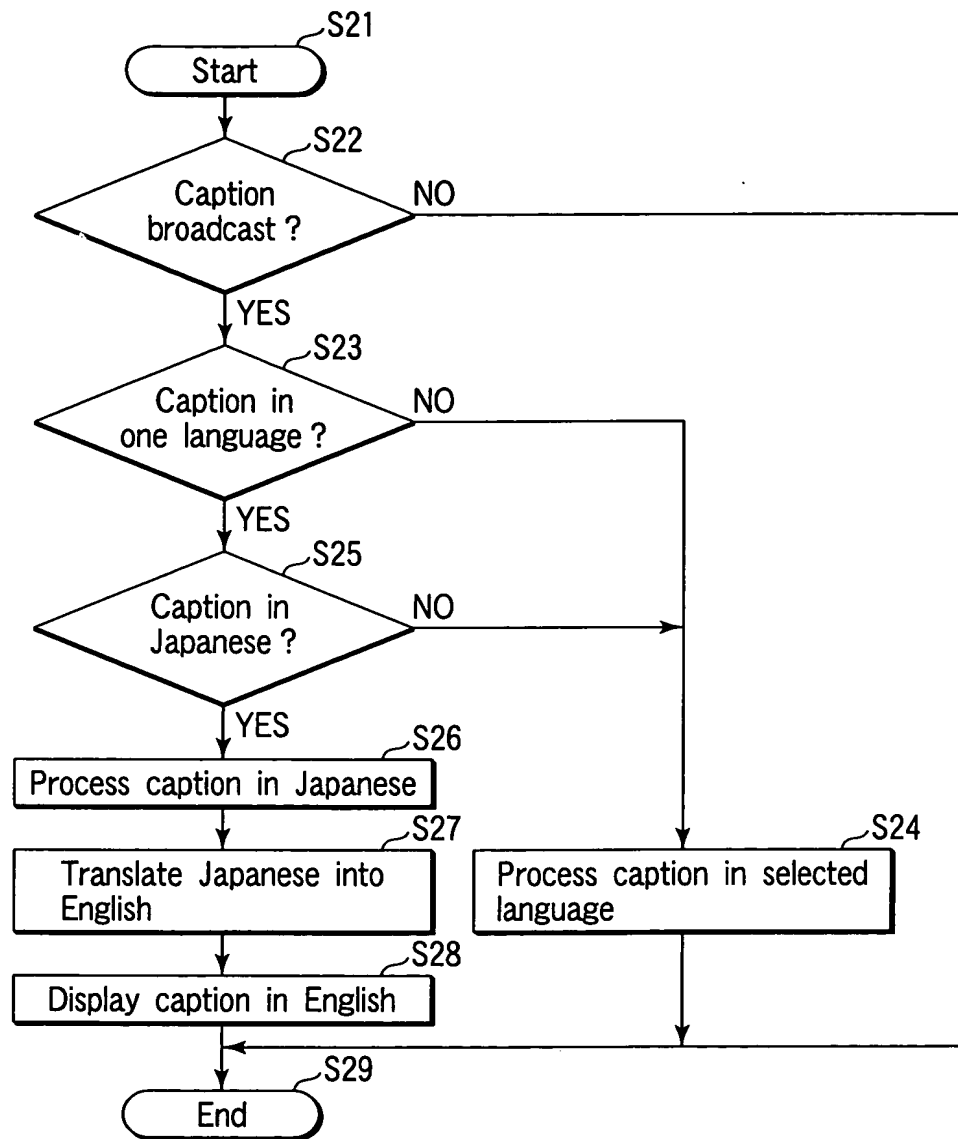 S21
Start
S22
Caption
broadcast ?
NO
YES
S23
Caption in
one language ?
NO
YES
S25
Caption in
Japanese ?
NO
YES
S26
Process caption in Japanese
S27
Translate Japanese into
English
S24
Process caption in selected
language
S28
Display caption in English
S29
End